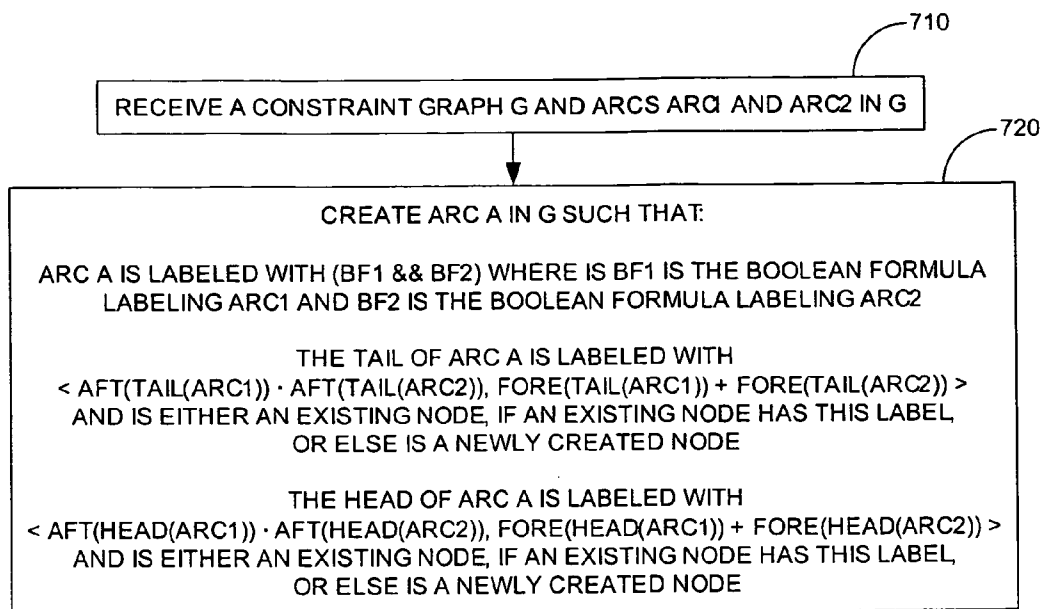 710
RECEIVE A CONSTRAINT GRAPH G AND ARCS ARC1 AND ARC2 IN G
720
CREATE ARC A IN G SUCH THAT:
ARC A IS LABELED WITH (BF1 && BF2) WHERE IS BF1 IS THE BOOLEAN FORMULA
LABELING ARC1 AND BF2 IS THE BOOLEAN FORMULA LABELING ARC2
THE TAIL OF ARC A IS LABELED WITH
< AFT(TAIL(ARC1)) · AFT(TAIL(ARC2)), FORE(TAIL(ARC1)) + FORE(TAIL(ARC2)) >
AND IS EITHER AN EXISTING NODE, IF AN EXISTING NODE HAS THIS LABEL,
OR ELSE IS A NEWLY CREATED NODE
THE HEAD OF ARC A IS LABELED WITH
< AFT(HEAD(ARC1)) · AFT(HEAD(ARC2)), FORE(HEAD(ARC1)) + FORE(HEAD(ARC2)) >
AND IS EITHER AN EXISTING NODE, IF AN EXISTING NODE HAS THIS LABEL,
OR ELSE IS A NEWLY CREATED NODE